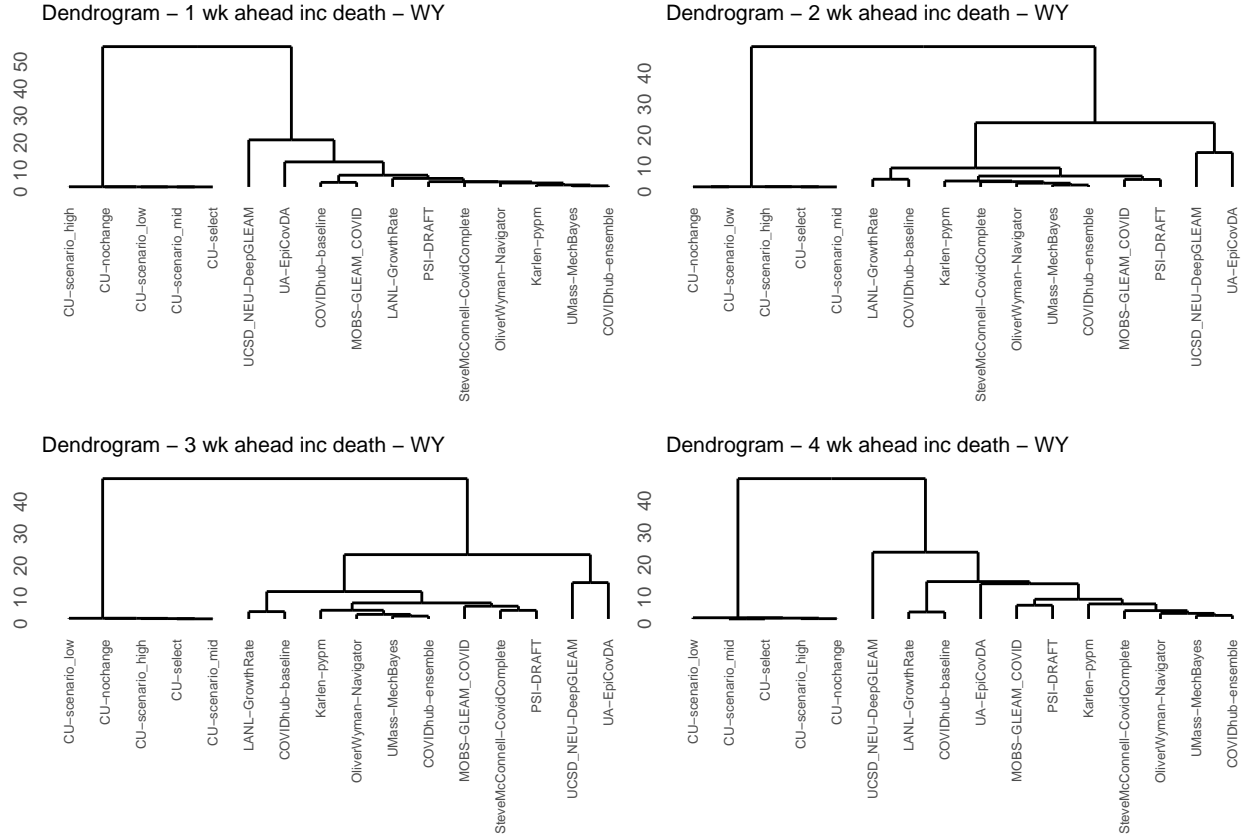 Dendrogram – 1 wk ahead inc death – WY
0 10 20 30 40 50
CU−scenario_high
CU−nochange
CU−scenario_low
CU−scenario_mid
CU−select
UCSD_NEU−DeepGLEAM
UA−EpiCovDA
COVIDhub−baseline
MOBS−GLEAM_COVID
LANL−GrowthRate
PSI−DRAFT
SteveMcConnell−CovidComplete
OliverWyman−Navigator
Karlen−pypm
UMass−MechBayes
COVIDhub−ensemble
Dendrogram – 2 wk ahead inc death – WY
0 10 20 30 40
CU−nochange
CU−scenario_low
CU−scenario_high
CU−select
CU−scenario_mid
LANL−GrowthRate
COVIDhub−baseline
Karlen−pypm
SteveMcConnell−CovidComplete
OliverWyman−Navigator
UMass−MechBayes
COVIDhub−ensemble
MOBS−GLEAM_COVID
PSI−DRAFT
UCSD_NEU−DeepGLEAM
UA−EpiCovDA
Dendrogram – 3 wk ahead inc death – WY
0 10 20 30 40
CU−scenario_low
CU−nochange
CU−scenario_high
CU−select
CU−scenario_mid
LANL−GrowthRate
COVIDhub−baseline
Karlen−pypm
OliverWyman−Navigator
UMass−MechBayes
COVIDhub−ensemble
MOBS−GLEAM_COVID
SteveMcConnell−CovidComplete
PSI−DRAFT
UCSD_NEU−DeepGLEAM
UA−EpiCovDA
Dendrogram – 4 wk ahead inc death – WY
0 10 20 30 40
CU−scenario_low
CU−scenario_mid
CU−select
CU−scenario_high
CU−nochange
UCSD_NEU−DeepGLEAM
LANL−GrowthRate
COVIDhub−baseline
UA−EpiCovDA
MOBS−GLEAM_COVID
PSI−DRAFT
Karlen−pypm
SteveMcConnell−CovidComplete
OliverWyman−Navigator
UMass−MechBayes
COVIDhub−ensemble